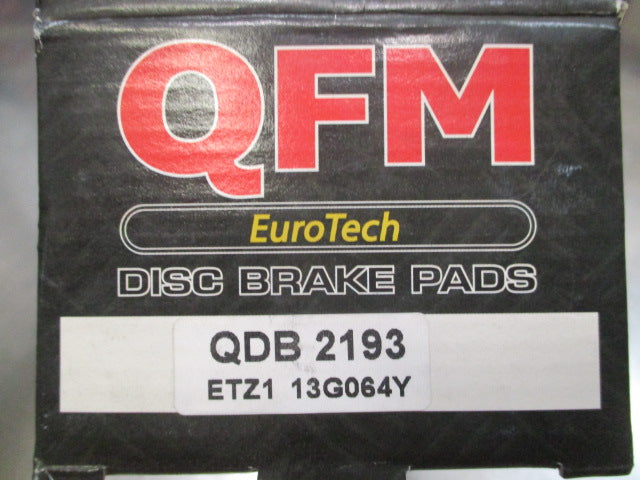 QFM
EuroTech
DISC BRAKE PADS
QDB 2193
ETZ1 13G064Y